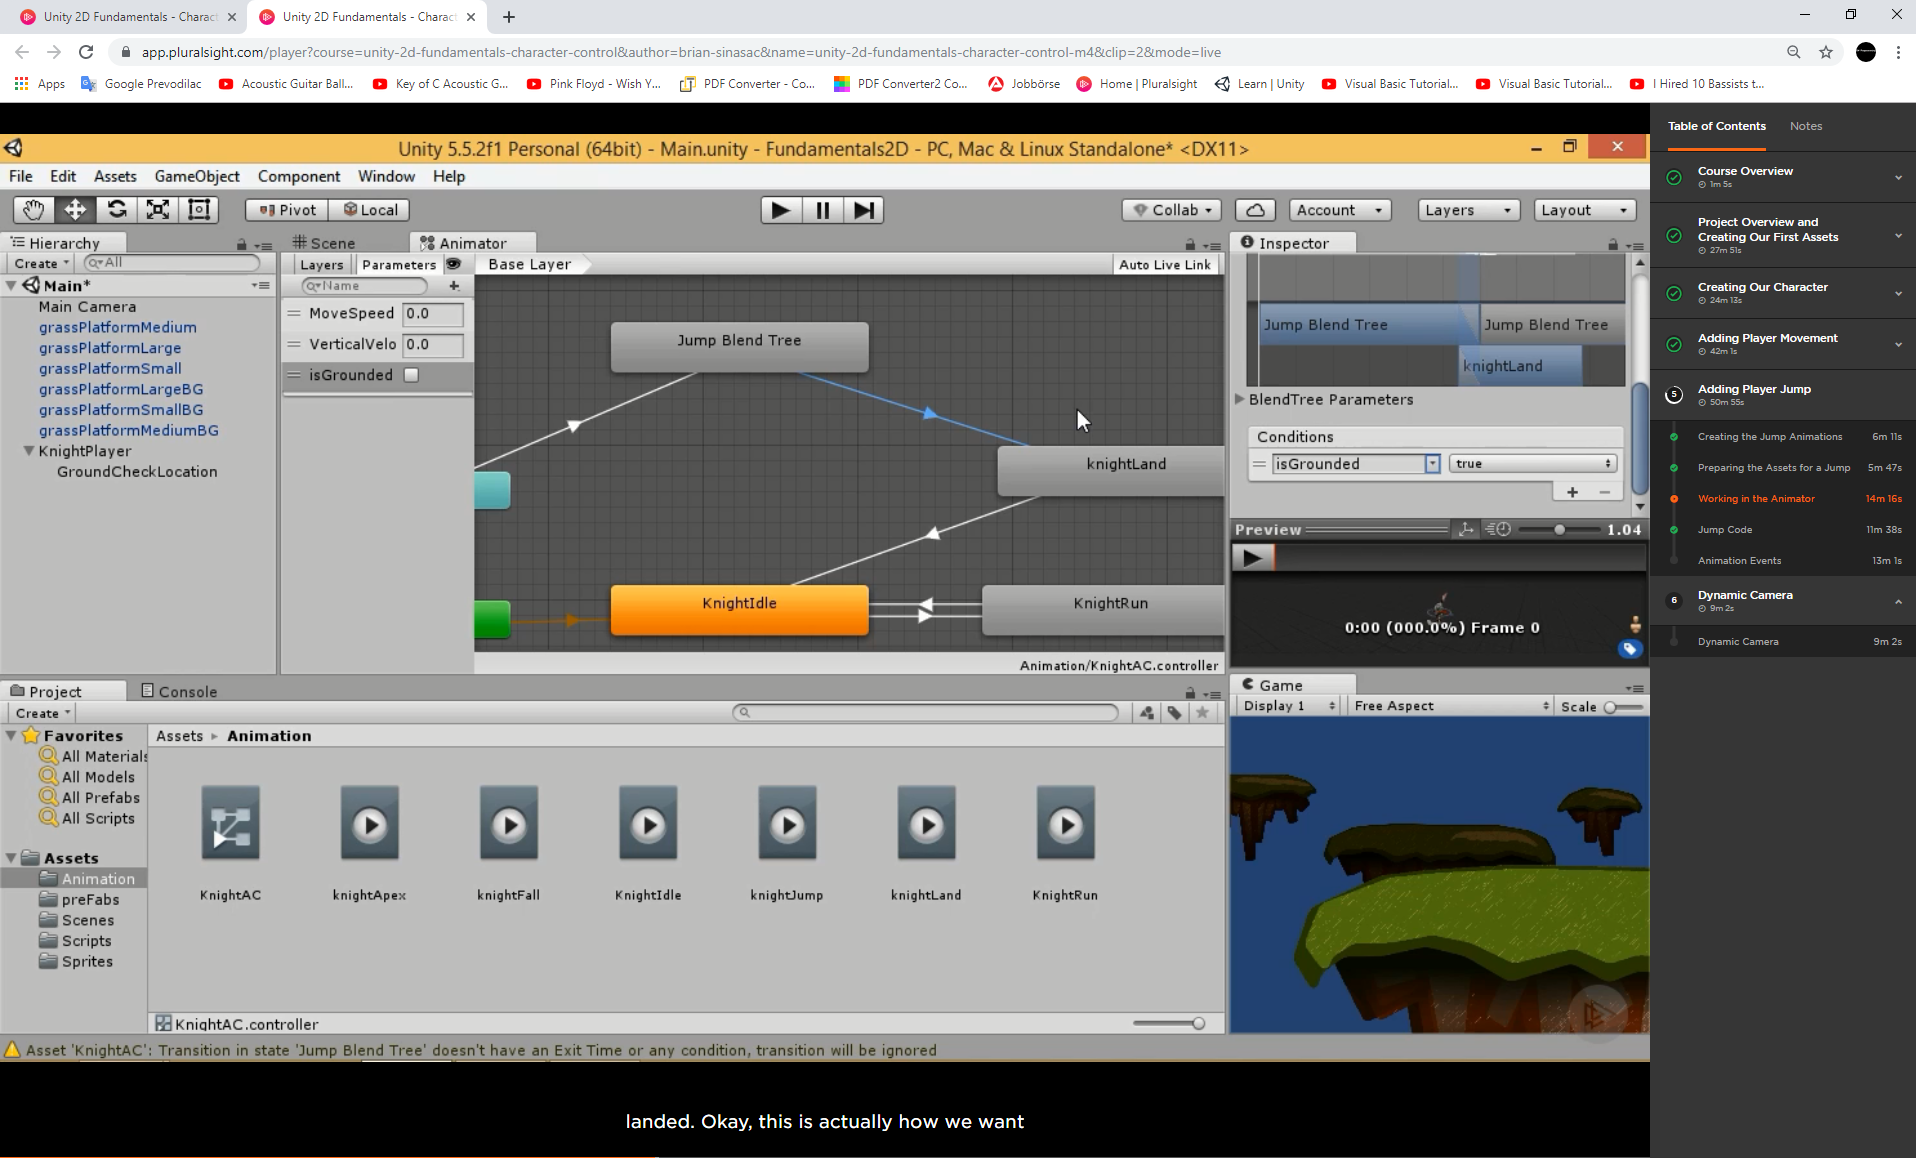 Unity 2D Fundamentals - Charact
Unity 2D Fundamentals - Charact
app.pluralsight.com/player?course=unity-2d-fundamentals-character-control&author=brian-sinasac&name=unity-2d-fundamentals-character-control-m4&clip=2&mode=live
Apps Google Prevodilac Acoustic Guitar Ball... Key of C Acoustic G... Pink Floyd - Wish Y... PDF Converter - Co... PDF Converter2 Co... Jobbörse Home | Pluralsight Learn | Unity Visual Basic Tutorial... Visual Basic Tutorial... I Hired 10 Bassists t...
Unity 5.5.2f1 Personal (64bit) - Main.unity - Fundamentals2D - PC, Mac & Linux Standalone* <DX11>
File Edit Assets GameObject Component Window Help
Pivot Local Collab Account Layers Layout
Hierarchy
Create All
Main*
Main Camera
grassPlatformMedium
grassPlatformLarge
grassPlatformSmall
grassPlatformLargeBG
grassPlatformSmallBG
grassPlatformMediumBG
KnightPlayer
GroundCheckLocation
Scene Animator
Layers Parameters Base Layer Auto Live Link
Name
MoveSpeed 0.0
VerticalVelo 0.0
isGrounded
Jump Blend Tree
knightLand
KnightIdle
KnightRun
Animation/KnightAC.controller
Inspector
Jump Blend Tree Jump Blend Tree
knightLand
BlendTree Parameters
Conditions
isGrounded true
Preview 1.04
0:00 (000.0%) Frame 0
Game
Display 1 Free Aspect Scale
Project Console
Create
Favorites
All Materials
All Models
All Prefabs
All Scripts
Assets
Animation
preFabs
Scenes
Scripts
Sprites
Assets Animation
KnightAC knightApex knightFall KnightIdle knightJump knightLand KnightRun
KnightAC.controller
Asset 'KnightAC': Transition in state 'Jump Blend Tree' doesn't have an Exit Time or any condition, transition will be ignored
landed. Okay, this is actually how we want
Table of Contents Notes
Course Overview
1m 5s
Project Overview and
Creating Our First Assets
27m 51s
Creating Our Character
24m 13s
Adding Player Movement
42m 1s
5 Adding Player Jump
50m 55s
Creating the Jump Animations 6m 11s
Preparing the Assets for a Jump 5m 47s
Working in the Animator 14m 16s
Jump Code 11m 38s
Animation Events 13m 1s
6 Dynamic Camera
9m 2s
Dynamic Camera 9m 2s